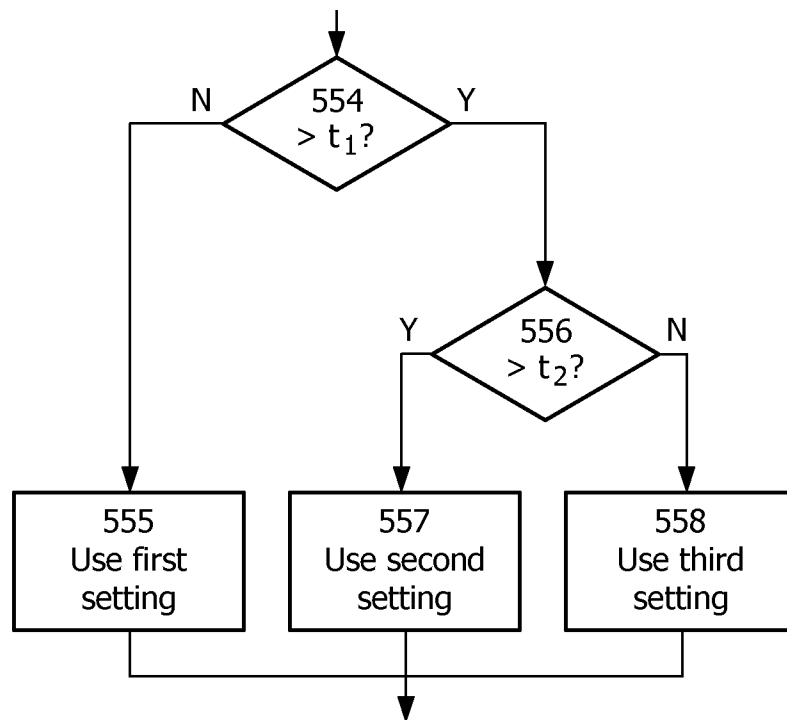 554
> t₁?
N
Y
556
> t₂?
Y
N
555
Use first
setting
557
Use second
setting
558
Use third
setting